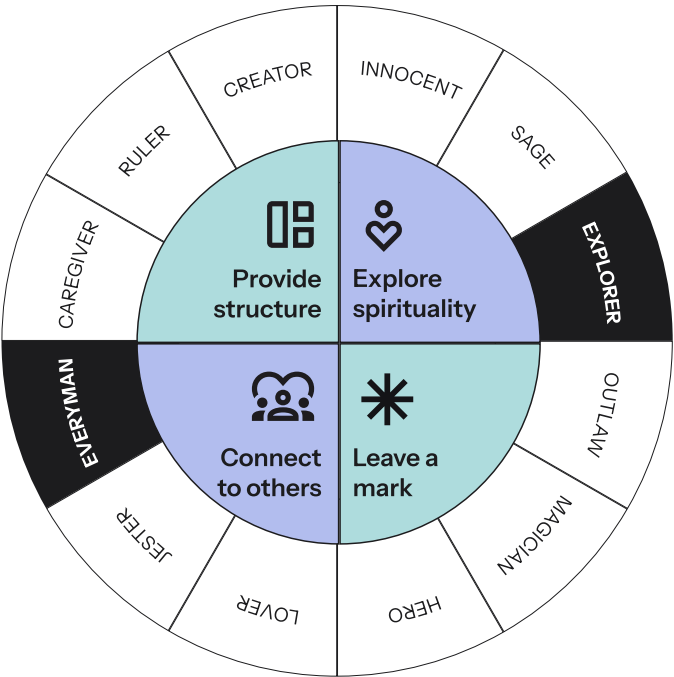 CREATOR
INNOCENT
SAGE
EXPLORER
OUTLAW
MAGICIAN
HERO
LOVER
JESTER
EVERYMAN
CAREGIVER
RULER
Provide
structure
Explore
spirituality
Connect
to others
Leave a
mark